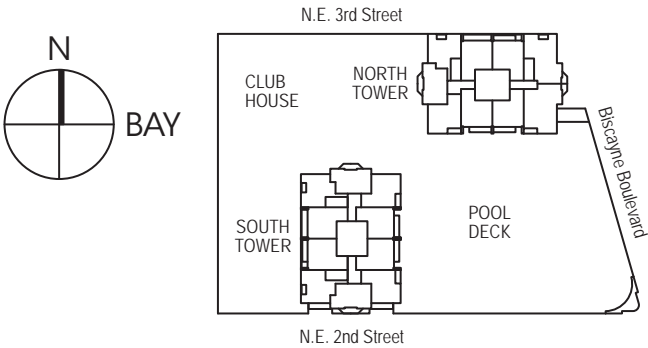 N.E. 3rd Street
N
BAY
CLUB
HOUSE
NORTH
TOWER
Biscayne Boulevard
SOUTH
TOWER
POOL
DECK
N.E. 2nd Street